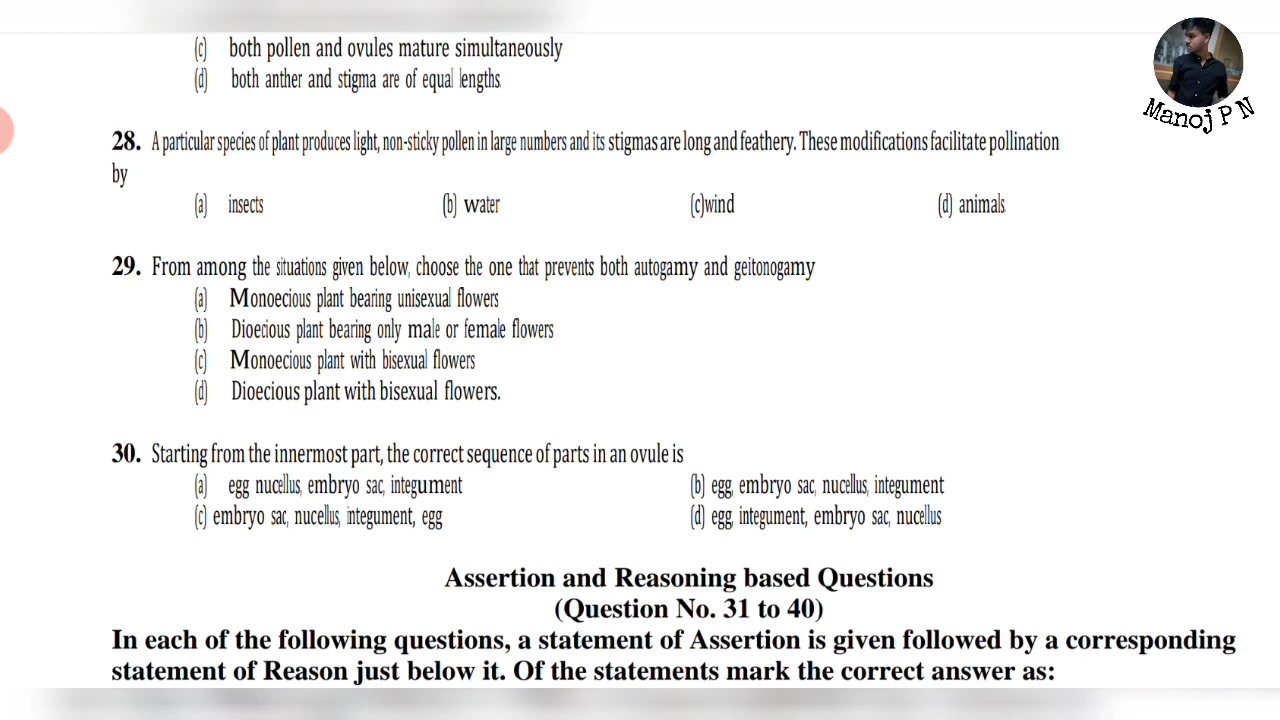 (c) both pollen and ovules mature simultaneously
(d) both anther and stigma are of equal lengths
Manoj P N
28. A particular species of plant produces light, non-sticky pollen in large numbers and its stigmas are long and feathery. These modifications facilitate pollination
by
(a) insects (b) water (c)wind (d) animals
29. From among the situations given below, choose the one that prevents both autogamy and geitonogamy
(a) Monoecious plant bearing unisexual flowers
(b) Dioecious plant bearing only male or female flowers
(c) Monoecious plant with bisexual flowers
(d) Dioecious plant with bisexual flowers.
30. Starting from the innermost part, the correct sequence of parts in an ovule is
(a) egg nucellus, embryo sac, integument (b) egg, embryo sac, nucellus, integument
(c) embryo sac, nucellus, integument, egg (d) egg, integument, embryo sac, nucellus
Assertion and Reasoning based Questions
(Question No. 31 to 40)
In each of the following questions, a statement of Assertion is given followed by a corresponding
statement of Reason just below it. Of the statements mark the correct answer as: